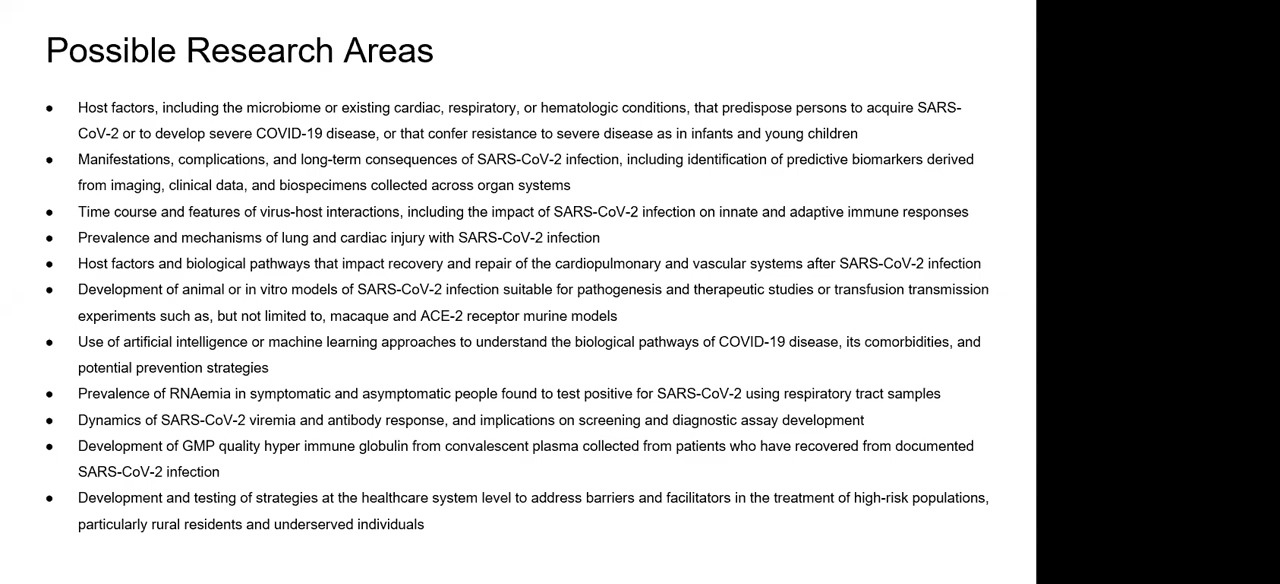 Possible Research Areas
● Host factors, including the microbiome or existing cardiac, respiratory, or hematologic conditions, that predispose persons to acquire SARS-
CoV-2 or to develop severe COVID-19 disease, or that confer resistance to severe disease as in infants and young children
● Manifestations, complications, and long-term consequences of SARS-CoV-2 infection, including identification of predictive biomarkers derived
from imaging, clinical data, and biospecimens collected across organ systems
● Time course and features of virus-host interactions, including the impact of SARS-CoV-2 infection on innate and adaptive immune responses
● Prevalence and mechanisms of lung and cardiac injury with SARS-CoV-2 infection
● Host factors and biological pathways that impact recovery and repair of the cardiopulmonary and vascular systems after SARS-CoV-2 infection
● Development of animal or in vitro models of SARS-CoV-2 infection suitable for pathogenesis and therapeutic studies or transfusion transmission
experiments such as, but not limited to, macaque and ACE-2 receptor murine models
● Use of artificial intelligence or machine learning approaches to understand the biological pathways of COVID-19 disease, its comorbidities, and
potential prevention strategies
● Prevalence of RNAemia in symptomatic and asymptomatic people found to test positive for SARS-CoV-2 using respiratory tract samples
● Dynamics of SARS-CoV-2 viremia and antibody response, and implications on screening and diagnostic assay development
● Development of GMP quality hyper immune globulin from convalescent plasma collected from patients who have recovered from documented
SARS-CoV-2 infection
● Development and testing of strategies at the healthcare system level to address barriers and facilitators in the treatment of high-risk populations,
particularly rural residents and underserved individuals